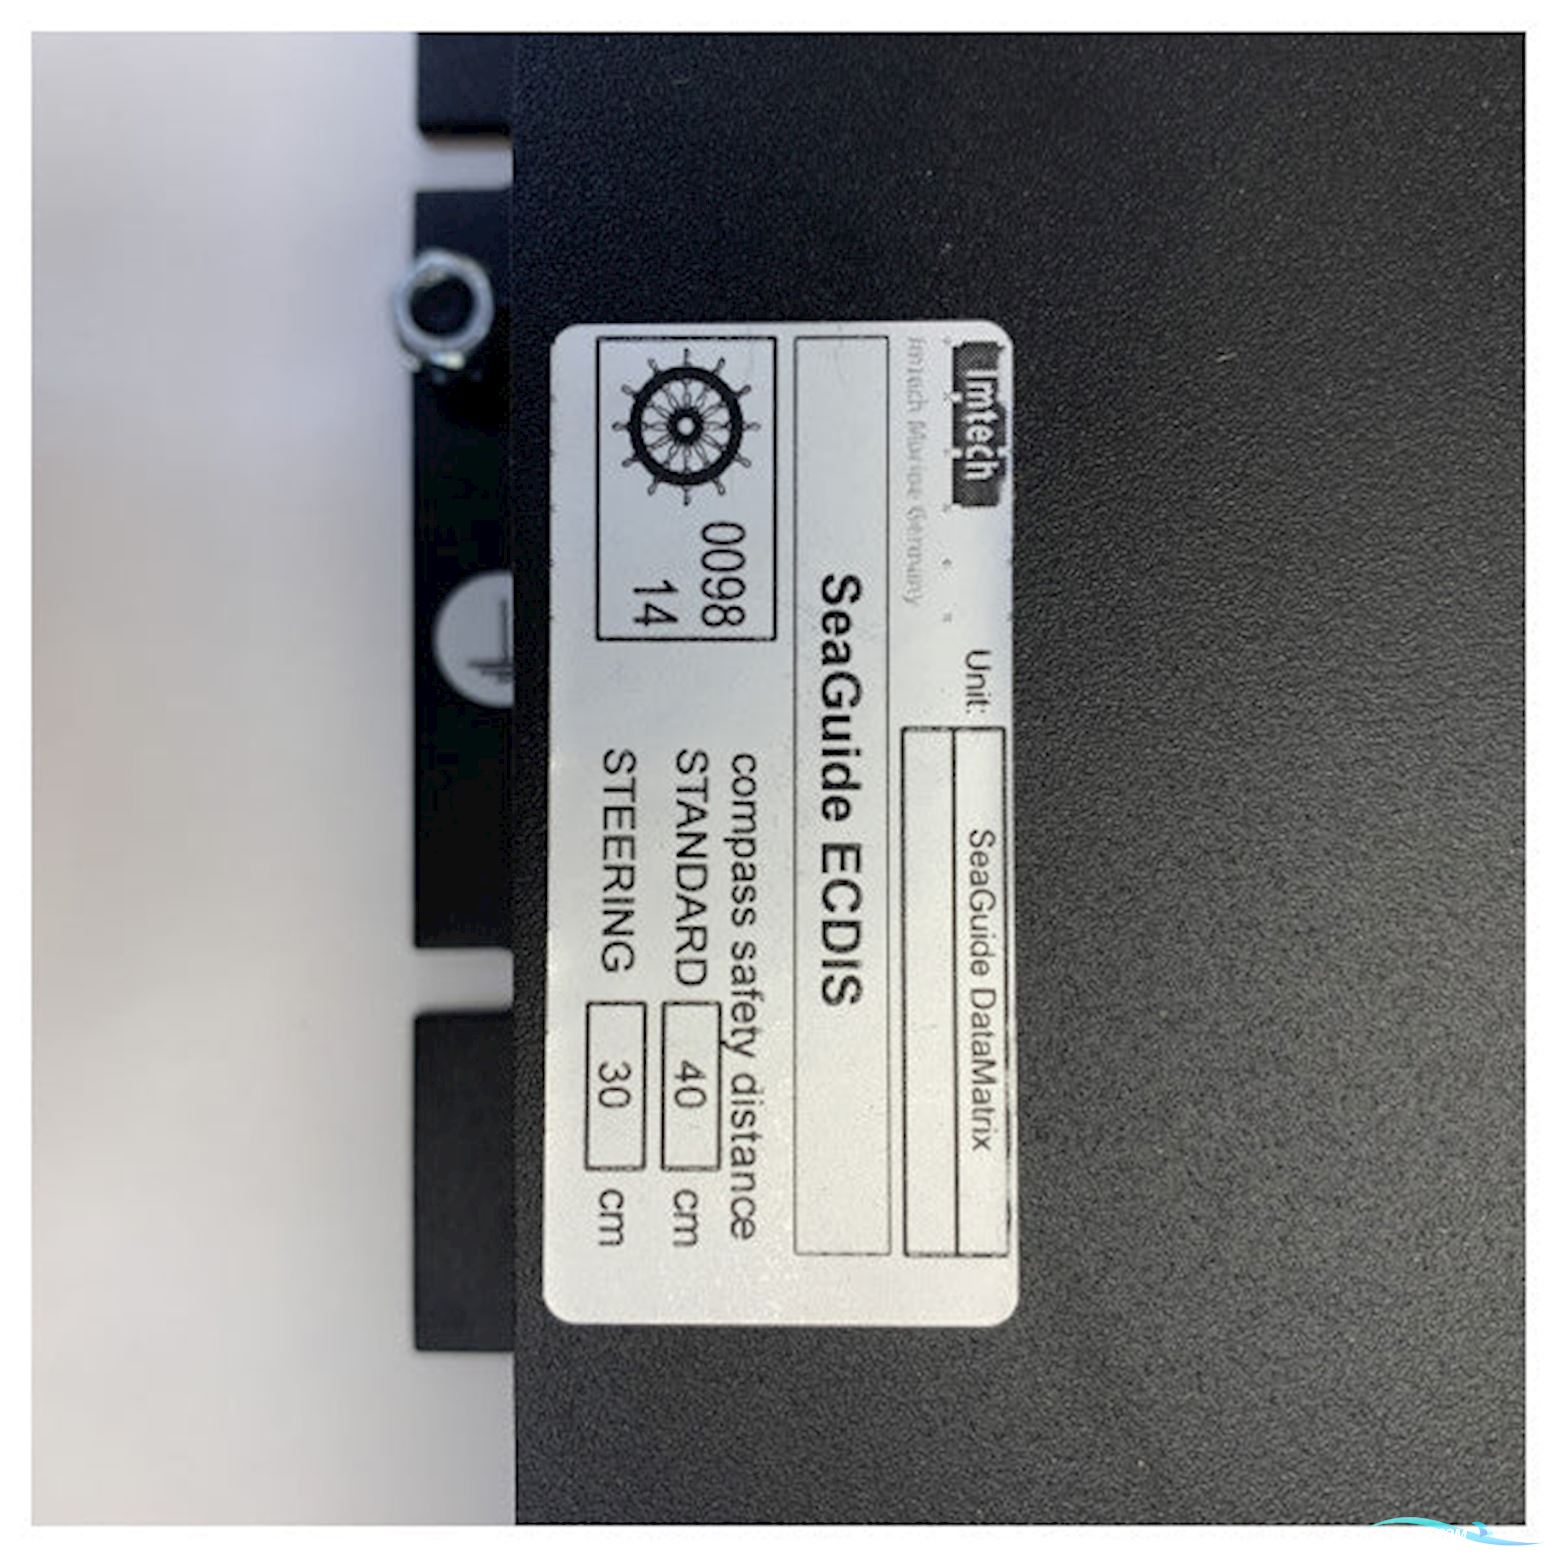 Imtech
Imtech Marine Germany
Unit:
SeaGuide DataMatrix
SeaGuide ECDIS
0098
14
compass safety distance
STANDARD 40 cm
STEERING 30 cm